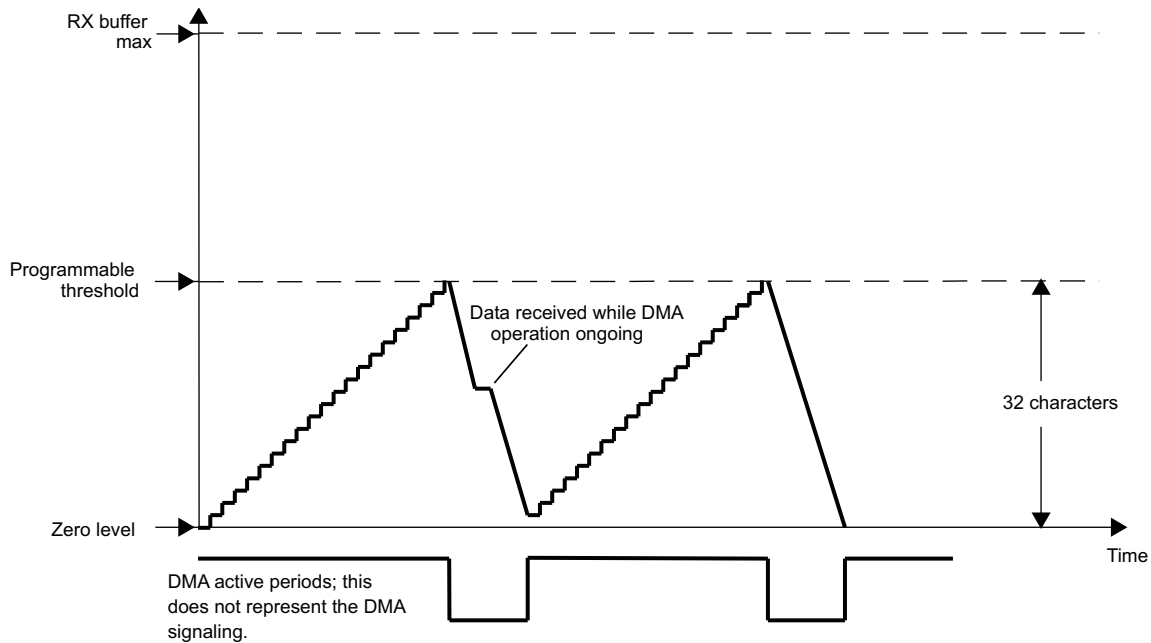 RX buffer
max
Programmable
threshold
Data received while DMA
operation ongoing
32 characters
Zero level
Time
DMA active periods; this
does not represent the DMA
signaling.